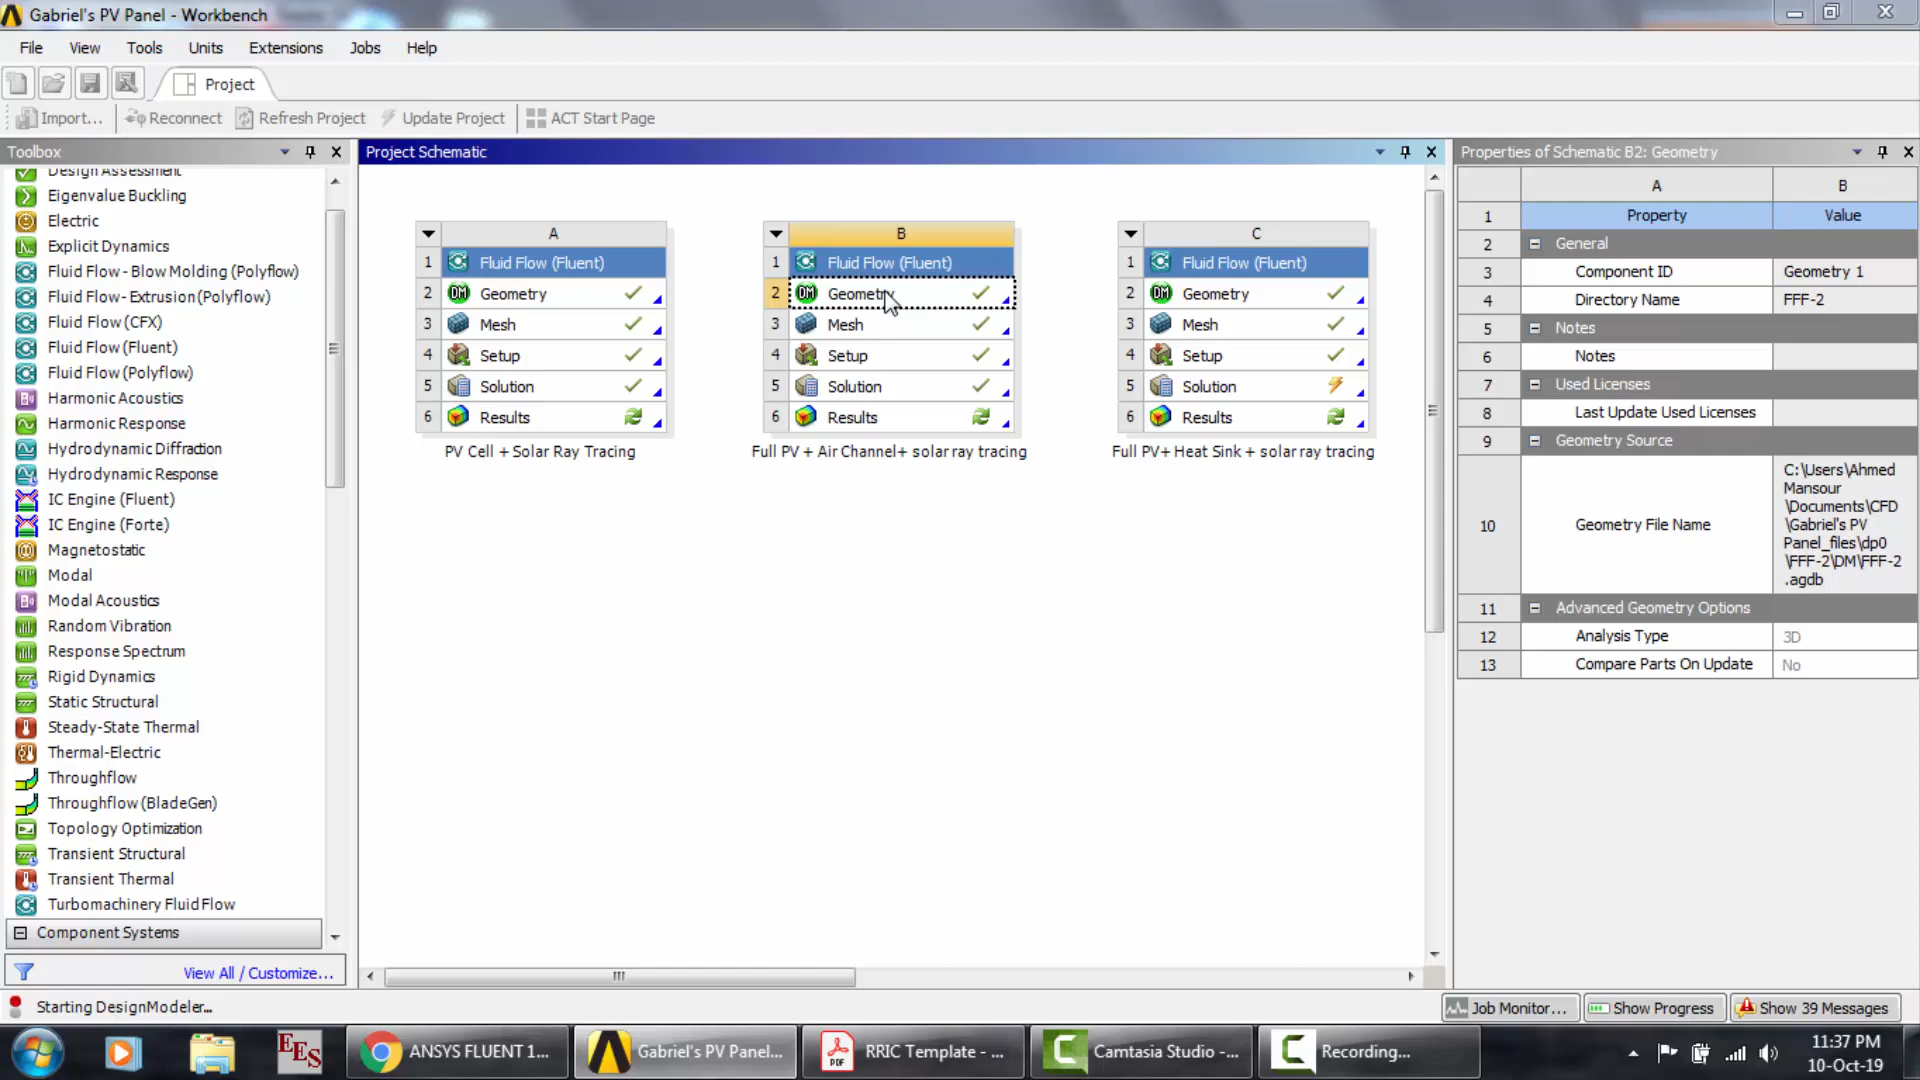 Gabriel's PV Panel - Workbench
File View Tools Units Extensions Jobs Help
Project
Import... Reconnect Refresh Project Update Project ACT Start Page
Toolbox
Design Assessment
Eigenvalue Buckling
Electric
Explicit Dynamics
Fluid Flow - Blow Molding (Polyflow)
Fluid Flow- Extrusion (Polyflow)
Fluid Flow (CFX)
Fluid Flow (Fluent)
Fluid Flow (Polyflow)
Harmonic Acoustics
Harmonic Response
Hydrodynamic Diffraction
Hydrodynamic Response
IC Engine (Fluent)
IC Engine (Forte)
Magnetostatic
Modal
Modal Acoustics
Random Vibration
Response Spectrum
Rigid Dynamics
Static Structural
Steady-State Thermal
Thermal-Electric
Throughflow
Throughflow (BladeGen)
Topology Optimization
Transient Structural
Transient Thermal
Turbomachinery Fluid Flow
Component Systems
View All / Customize...
Project Schematic
A
1 Fluid Flow (Fluent)
2 DM Geometry
3 Mesh
4 Setup
5 Solution
6 Results
PV Cell + Solar Ray Tracing
B
1 Fluid Flow (Fluent)
2 DM Geometry
3 Mesh
4 Setup
5 Solution
6 Results
Full PV + Air Channel+ solar ray tracing
C
1 Fluid Flow (Fluent)
2 DM Geometry
3 Mesh
4 Setup
5 Solution
6 Results
Full PV+ Heat Sink + solar ray tracing
Properties of Schematic B2: Geometry
A B
1 Property Value
2 General
3 Component ID Geometry 1
4 Directory Name FFF-2
5 Notes
6 Notes
7 Used Licenses
8 Last Update Used Licenses
9 Geometry Source
10 Geometry File Name
C:\Users\Ahmed
Mansour
\Documents\CFD
\Gabriel's PV
Panel_files\dp0
\FFF-2\DM\FFF-2
.agdb
11 Advanced Geometry Options
12 Analysis Type 3D
13 Compare Parts On Update No
Starting DesignModeler...
Job Monitor... Show Progress Show 39 Messages
EES ANSYS FLUENT 1... Gabriel's PV Panel... PDF RRIC Template - ... Camtasia Studio -... Recording...
11:37 PM
10-Oct-19